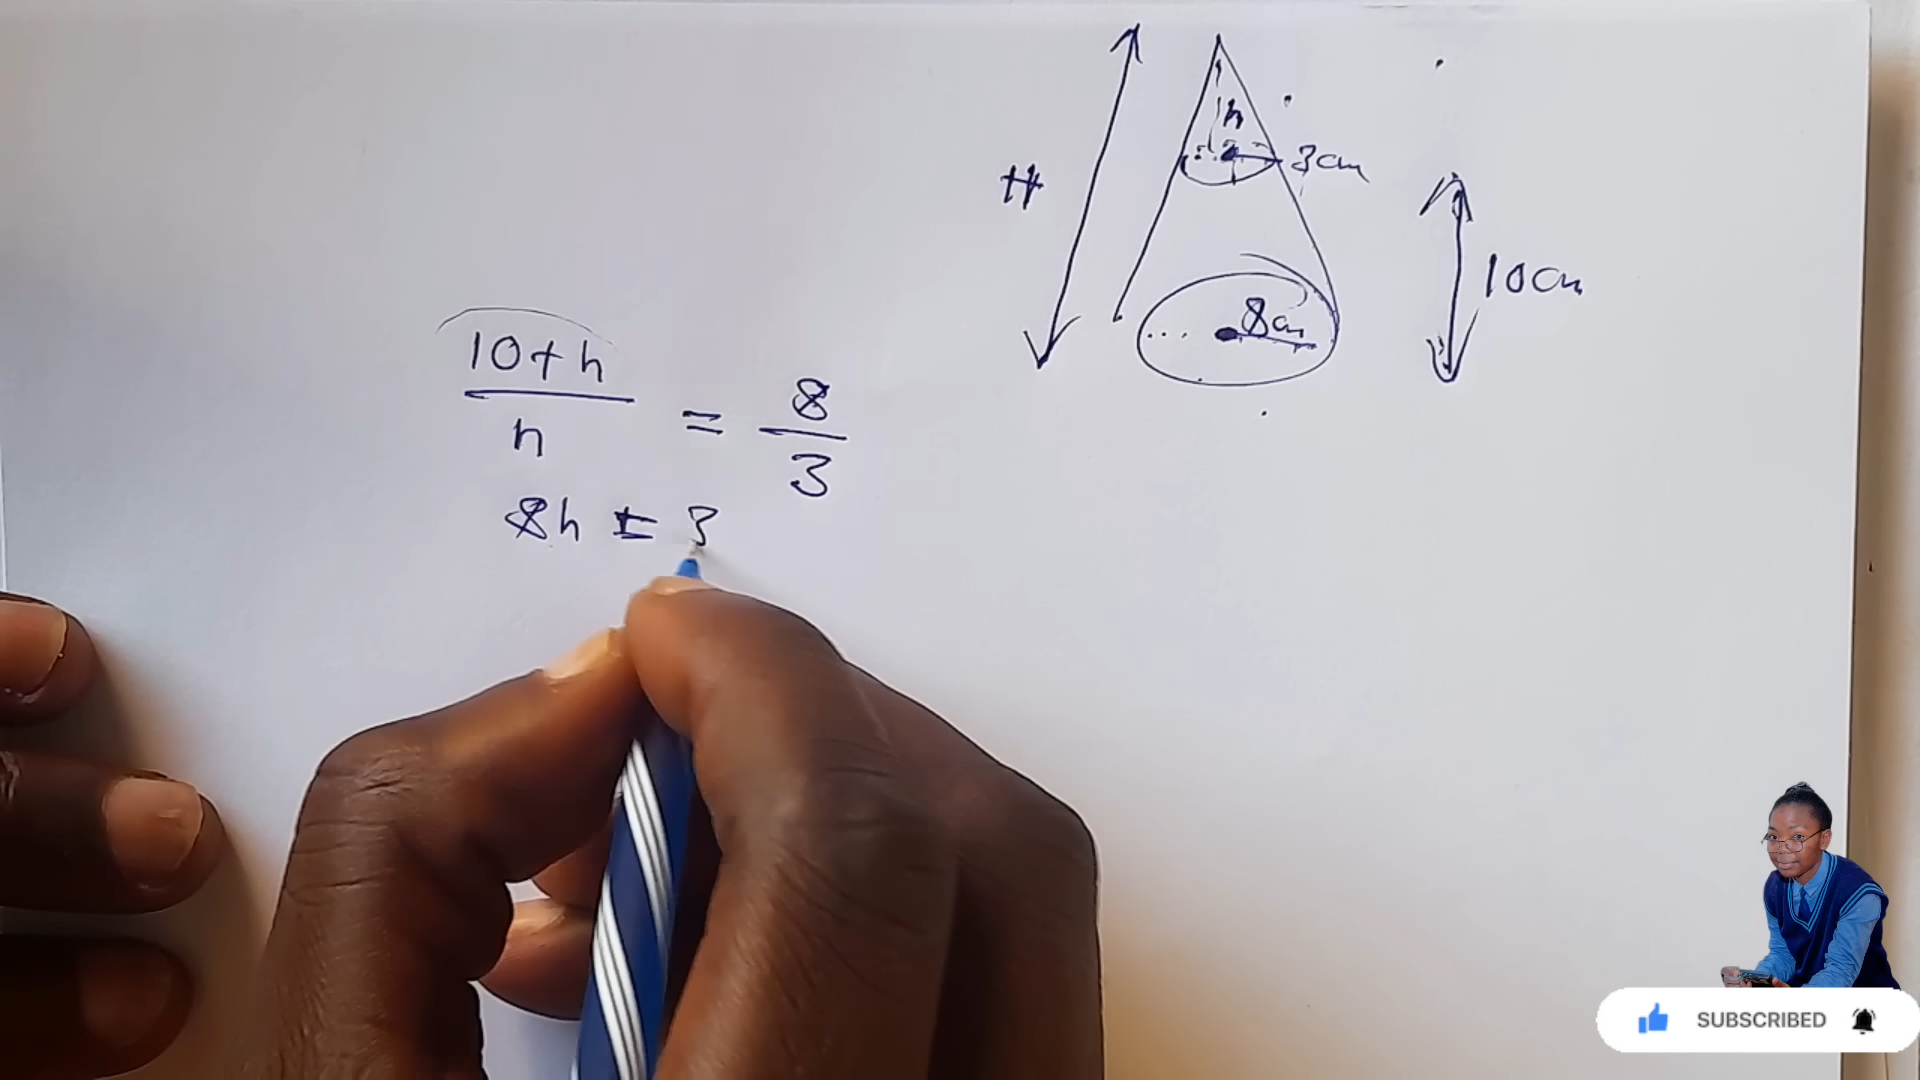 H
h
3cm
10cm
8cm
10+h
h
= 8
3
8h = 3
SUBSCRIBED